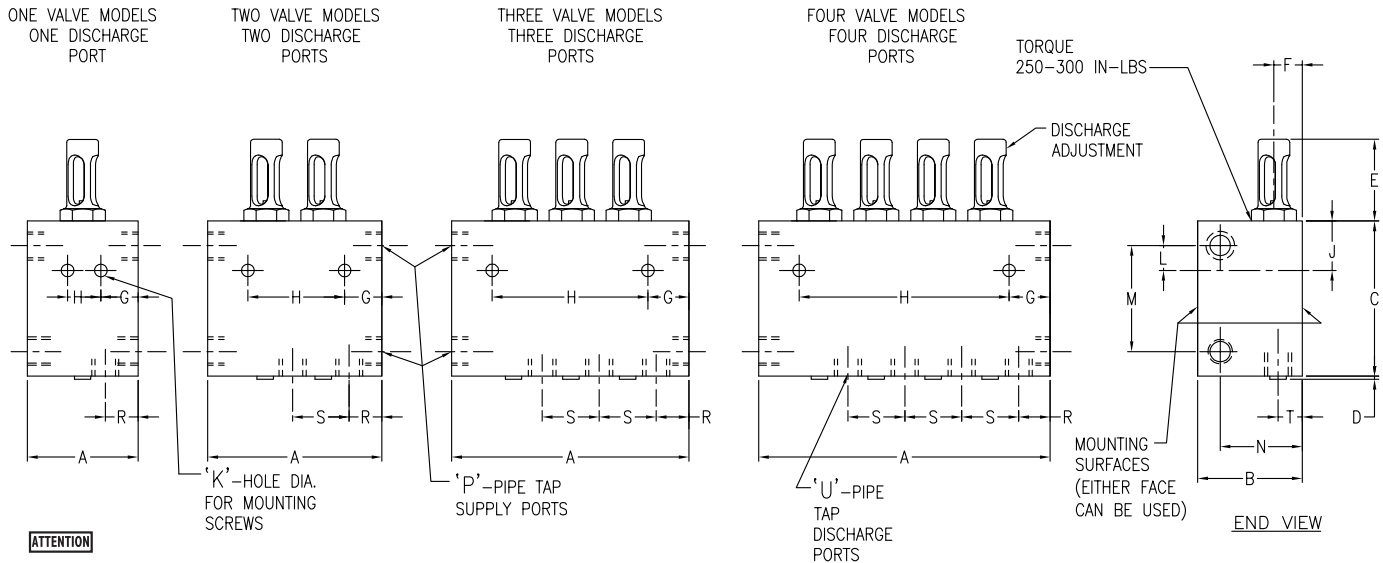 ONE VALVE MODELS
ONE DISCHARGE
PORT
TWO VALVE MODELS
TWO DISCHARGE
PORTS
THREE VALVE MODELS
THREE DISCHARGE
PORTS
FOUR VALVE MODELS
FOUR DISCHARGE
PORTS
TORQUE
250-300 IN-LBS
F
DISCHARGE
ADJUSTMENT
E
H G
H G
H G
H G
L
M
J
C
R
S R
S S R
S S S R
T
D
N
A
A
A
A
B
'K'-HOLE DIA.
FOR MOUNTING
SCREWS
'P'-PIPE TAP
SUPPLY PORTS
'U'-PIPE
TAP
DISCHARGE
PORTS
MOUNTING
SURFACES
(EITHER FACE
CAN BE USED)
END VIEW
ATTENTION